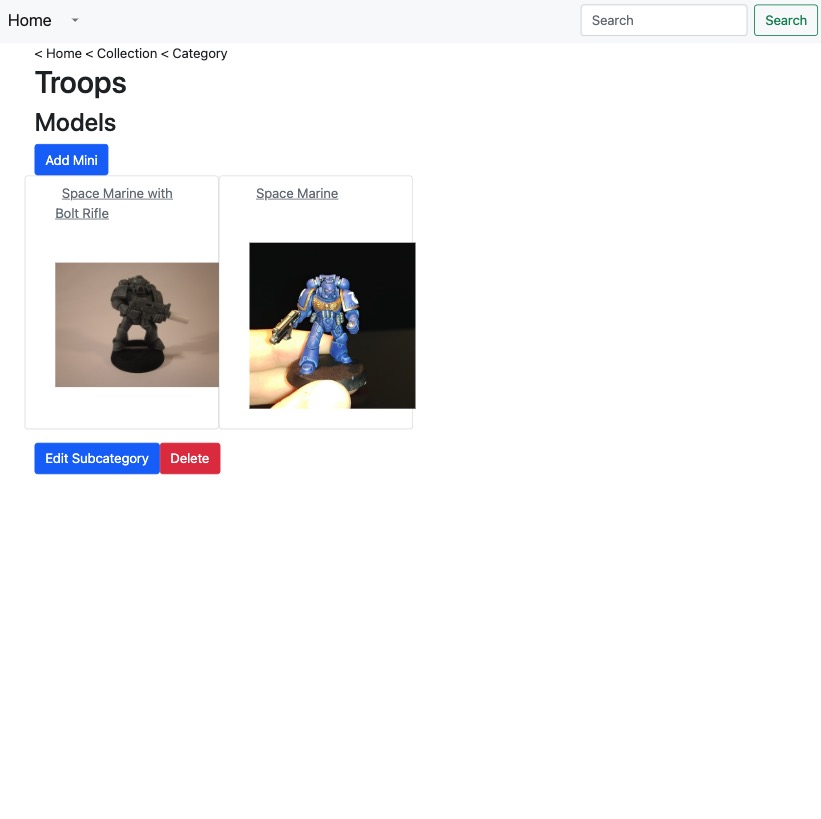 Home
Search
Search
< Home < Collection < Category
Troops
Models
Add Mini
Space Marine with
Bolt Rifle
Space Marine
Edit Subcategory
Delete